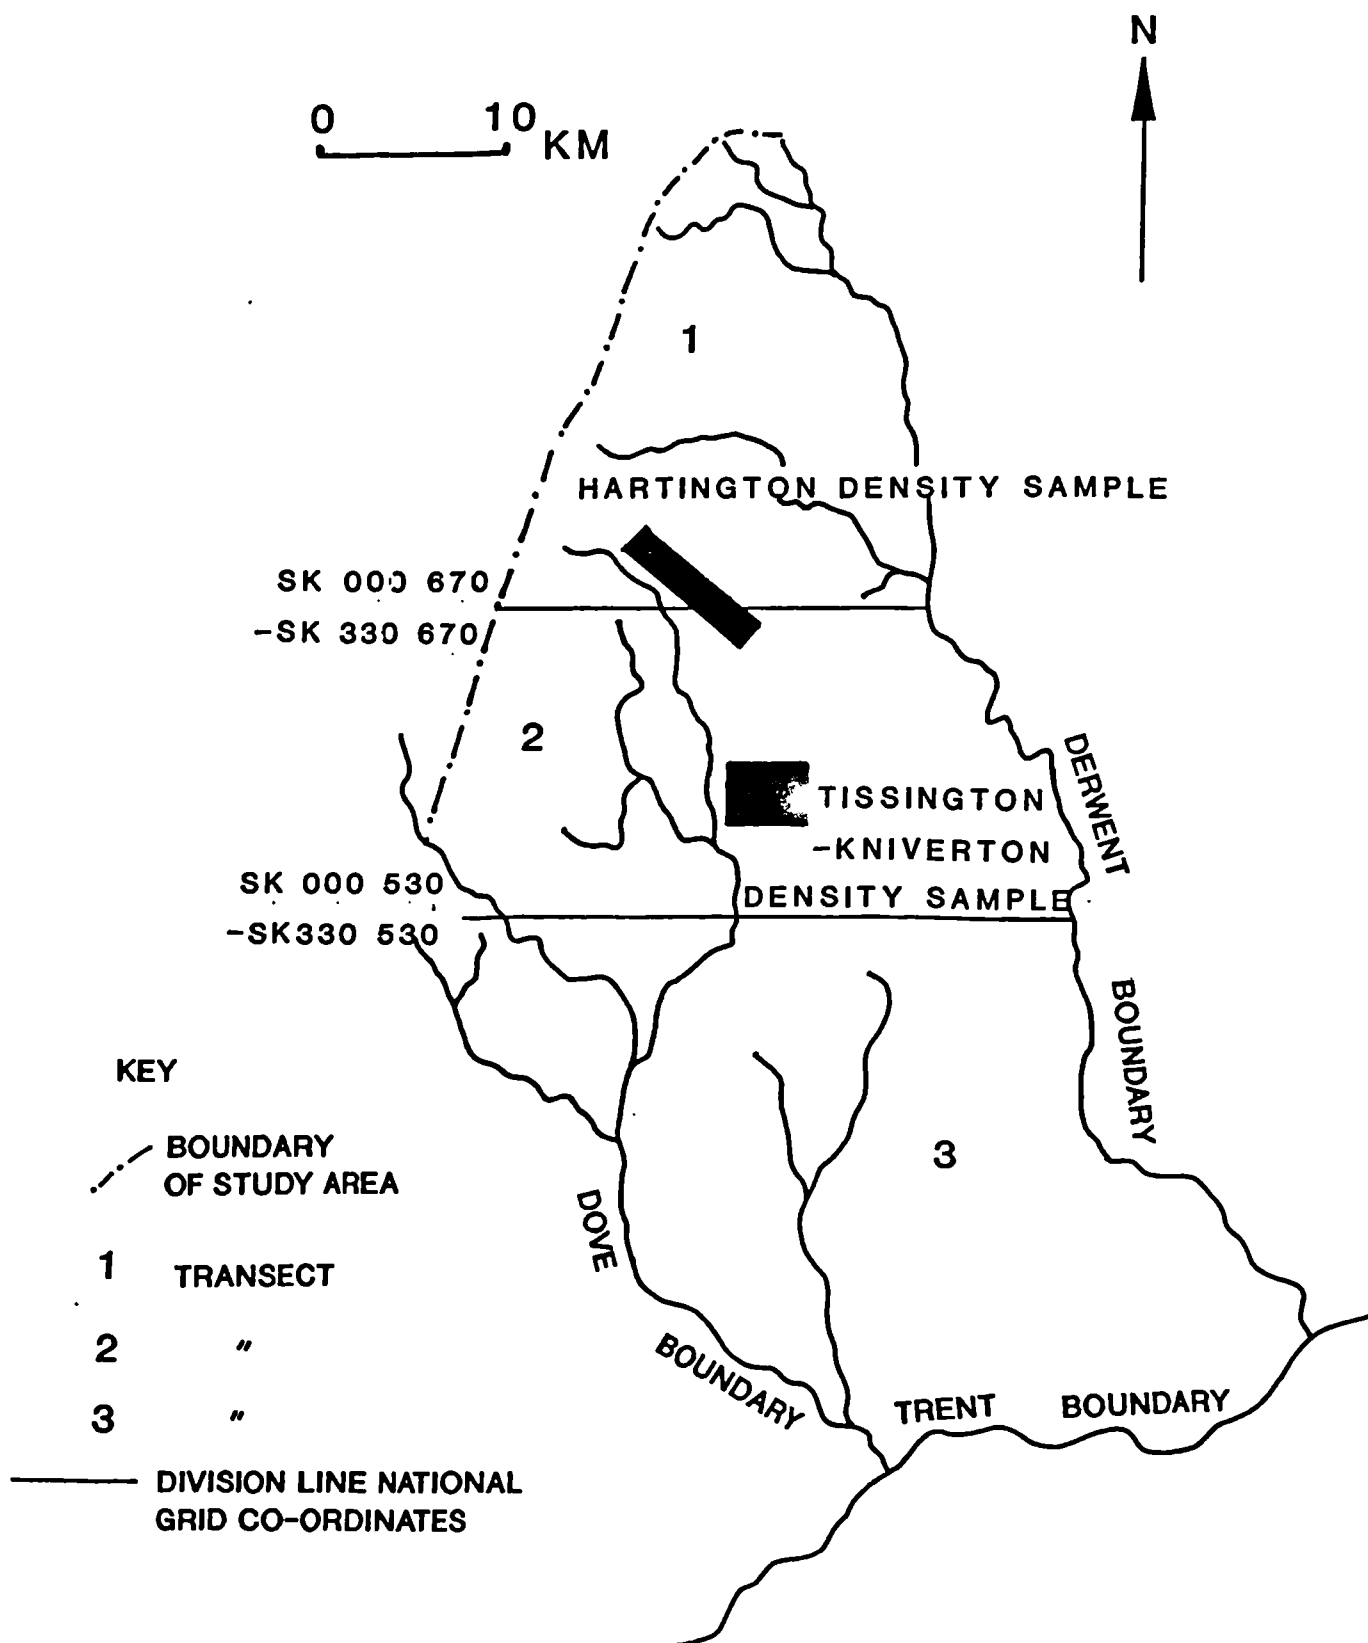 N
0 10 KM
1
HARTINGTON DENSITY SAMPLE
SK 000 670
-SK 330 670
2
DERWENT
TISSINGTON
-KNIVERTON
DENSITY SAMPLE
SK 000 530
-SK330 530
BOUNDARY
KEY
BOUNDARY
OF STUDY AREA
3
DOVE
1 TRANSECT
2 "
BOUNDARY
TRENT BOUNDARY
3 "
DIVISION LINE NATIONAL
GRID CO-ORDINATES